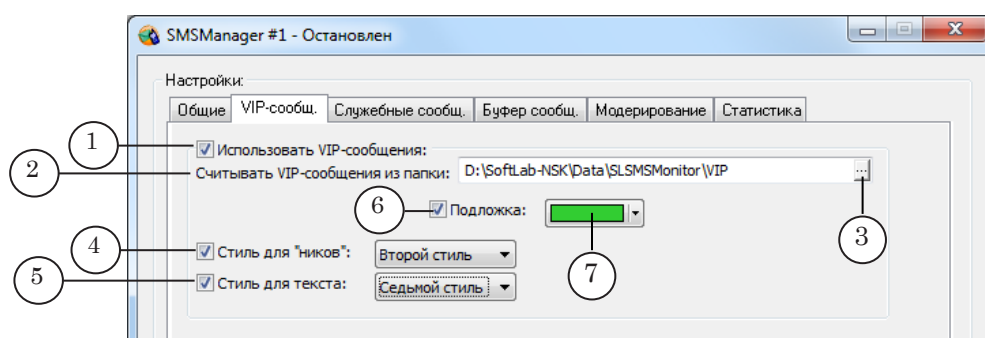 SMSManager #1 - Остановлен
Настройки:
Общие VIP-сообщ. Служебные сообщ. Буфер сообщ. Модерирование Статистика
1
Использовать VIP-сообщения:
2
Считывать VIP-сообщения из папки: D:\SoftLab-NSK\Data\SLSMSMonitor\VIP ...
6
Подложка:
3
4
Стиль для "ников": Второй стиль
7
5
Стиль для текста: Седьмой стиль